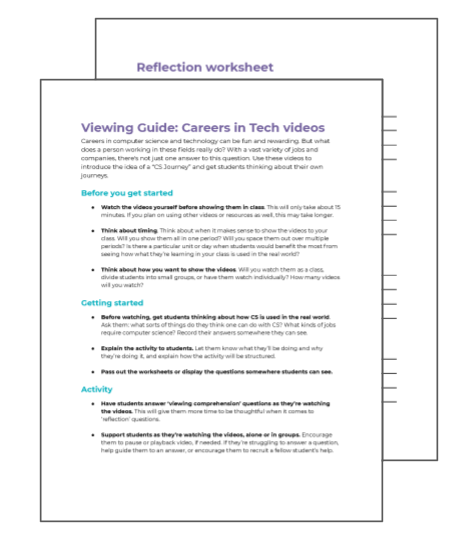 Reflection worksheet
Viewing Guide: Careers in Tech videos
Careers in computer science and technology can be fun and rewarding. But what
does a person working in these fields really do? With a vast variety of jobs and
companies, there's not just one answer to this question. Use these videos to
introduce the idea of a "CS Journey" and get students thinking about their own
journeys.
Before you get started
● Watch the videos yourself before showing them in class. This will only take about 15
minutes. If you plan on using other videos or resources as well, this may take longer.
● Think about timing. Think about when it makes sense to show the videos to your
class. Will you show them all in one period? Will you space them out over multiple
periods? Is there a particular unit or day when students would benefit the most from
seeing how what they're learning in your class is used in the real world?
● Think about how you want to show the videos. Will you watch them as a class,
divide students into small groups, or have them watch individually? How many videos
will you watch?
Getting started
● Before watching, get students thinking about how CS is used in the real world.
Ask them: what sorts of things do they think one can do with CS? What kinds of jobs
require computer science? Record their answers somewhere they can see.
● Explain the activity to students. Let them know what they'll be doing and why
they're doing it, and explain how the activity will be structured.
● Pass out the worksheets or display the questions somewhere students can see.
Activity
● Have students answer 'viewing comprehension' questions as they're watching
the videos. This will give them more time to be thoughtful when it comes to
'reflection' questions.
● Support students as they're watching the videos, alone or in groups. Encourage
them to pause or playback video, if needed. If they're struggling to answer a question,
help guide them to an answer, or encourage them to recruit a fellow student's help.